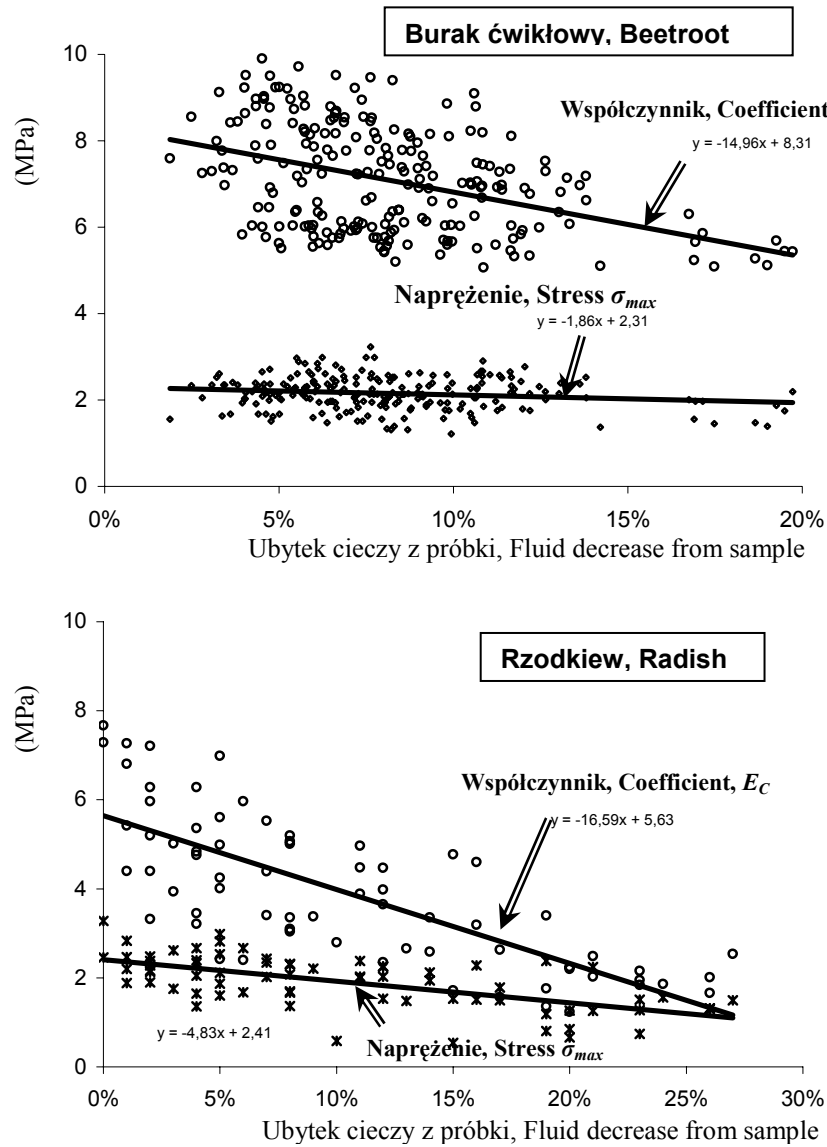 Burak ćwikłowy, Beetroot
(MPa)
10
8
6
4
2
0
Współczynnik, Coefficient
y = -14,96x + 8,31
Naprężenie, Stress σmax
y = -1,86x + 2,31
0% 5% 10% 15% 20%
Ubytek cieczy z próbki, Fluid decrease from sample
Rzodkiew, Radish
(MPa)
10
8
6
4
2
0
Współczynnik, Coefficient, EC
y = -16,59x + 5,63
y = -4,83x + 2,41
Naprężenie, Stress σmax
0% 5% 10% 15% 20% 25% 30%
Ubytek cieczy z próbki, Fluid decrease from sample